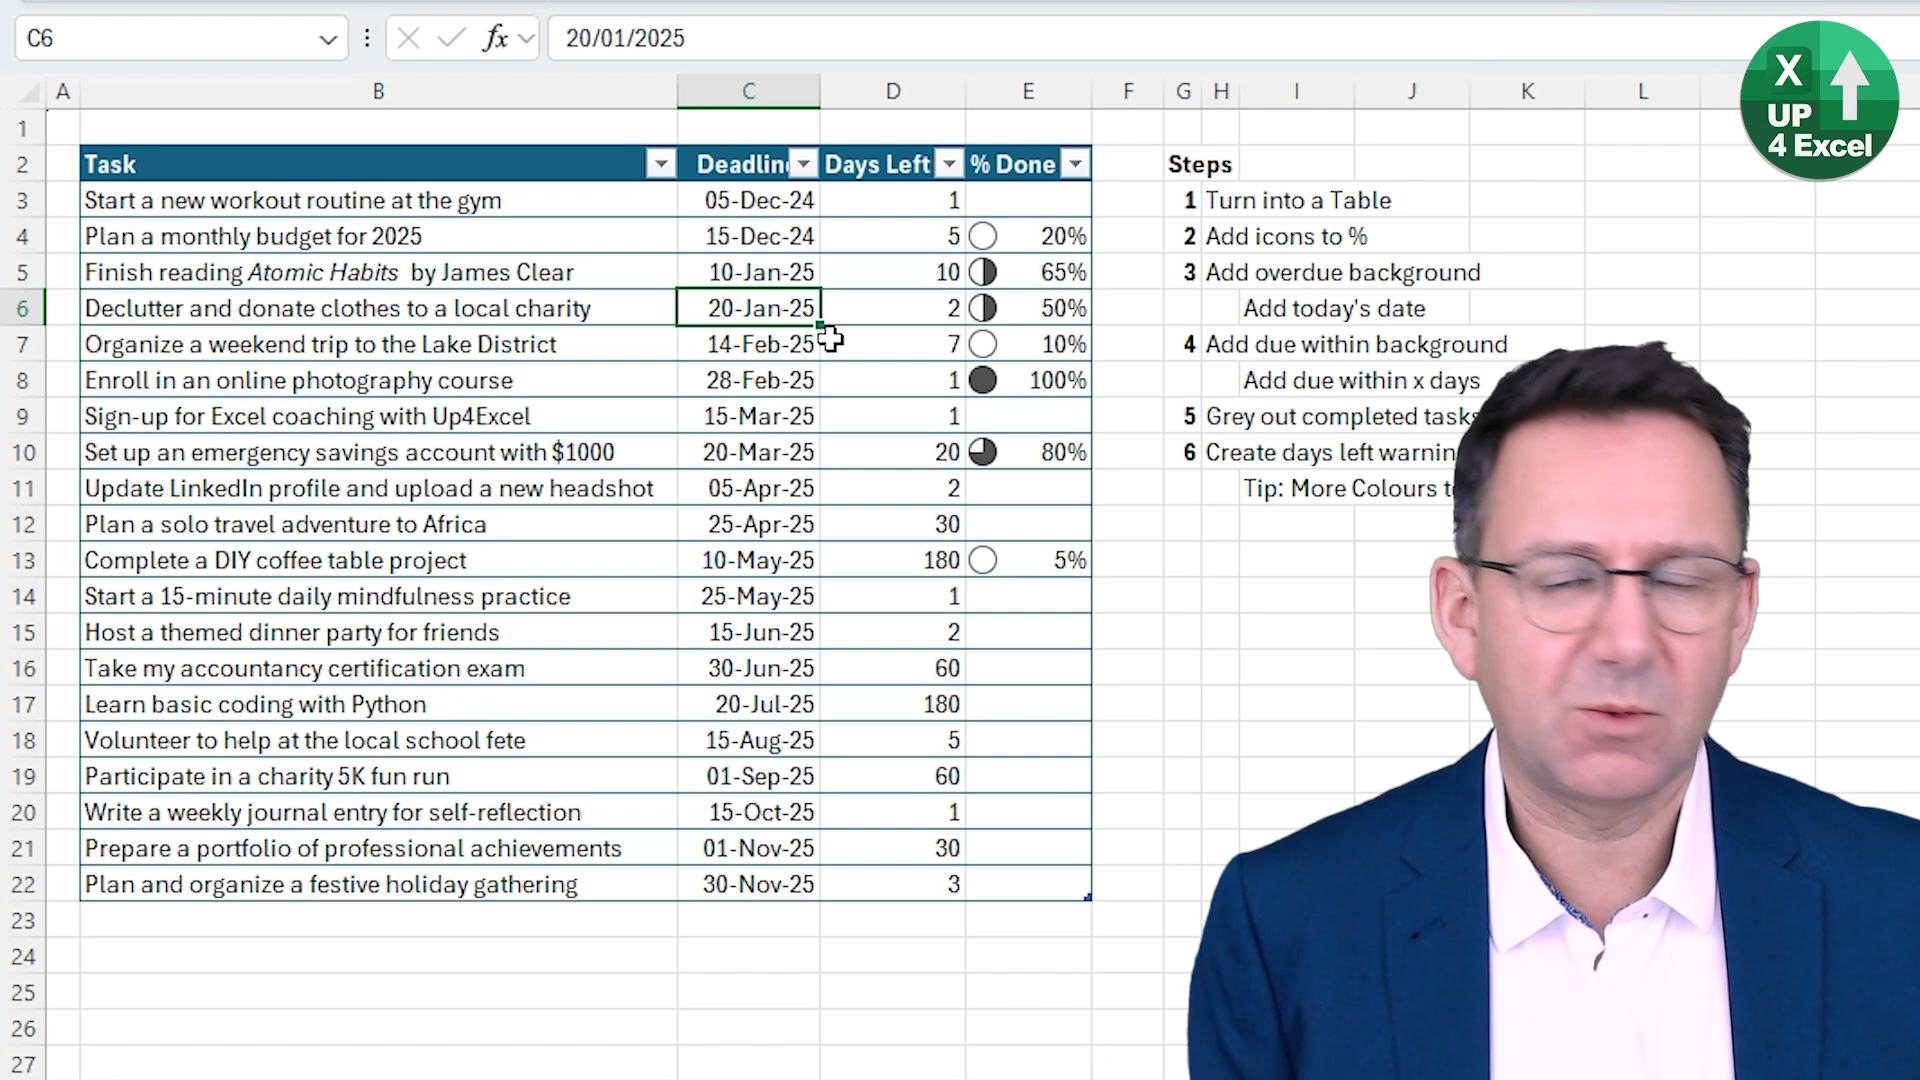 C6 fx 20/01/2025
A B C D E F G H I J K L
1
2 Task Deadlin Days Left % Done Steps
3 Start a new workout routine at the gym 05-Dec-24 1 1 Turn into a Table
4 Plan a monthly budget for 2025 15-Dec-24 5 20% 2 Add icons to %
5 Finish reading Atomic Habits by James Clear 10-Jan-25 10 65% 3 Add overdue background
6 Declutter and donate clothes to a local charity 20-Jan-25 2 50% Add today's date
7 Organize a weekend trip to the Lake District 14-Feb-25 7 10% 4 Add due within background
8 Enroll in an online photography course 28-Feb-25 1 100% Add due within x days
9 Sign-up for Excel coaching with Up4Excel 15-Mar-25 1 5 Grey out completed tasks
10 Set up an emergency savings account with $1000 20-Mar-25 20 80% 6 Create days left warnin
11 Update LinkedIn profile and upload a new headshot 05-Apr-25 2 Tip: More Colours t
12 Plan a solo travel adventure to Africa 25-Apr-25 30
13 Complete a DIY coffee table project 10-May-25 180 5%
14 Start a 15-minute daily mindfulness practice 25-May-25 1
15 Host a themed dinner party for friends 15-Jun-25 2
16 Take my accountancy certification exam 30-Jun-25 60
17 Learn basic coding with Python 20-Jul-25 180
18 Volunteer to help at the local school fete 15-Aug-25 5
19 Participate in a charity 5K fun run 01-Sep-25 60
20 Write a weekly journal entry for self-reflection 15-Oct-25 1
21 Prepare a portfolio of professional achievements 01-Nov-25 30
22 Plan and organize a festive holiday gathering 30-Nov-25 3
23
24
25
26
27
X
UP
4 Excel